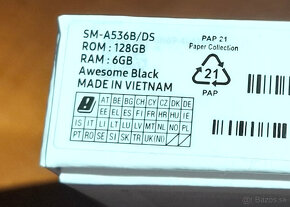 SM-A536B/DS
ROM : 128GB
RAM : 6GB
Awesome Black
MADE IN VIETNAM
PAP 21
Paper Collection
21
PAP
AT BE BG CH CY CZ DK DE
EE EL ES FI FR HR HU IE
IS IT LI LT LU LV MT NL NO PL
PT RO SE SI SK TR UK(NI)
bazos.sk